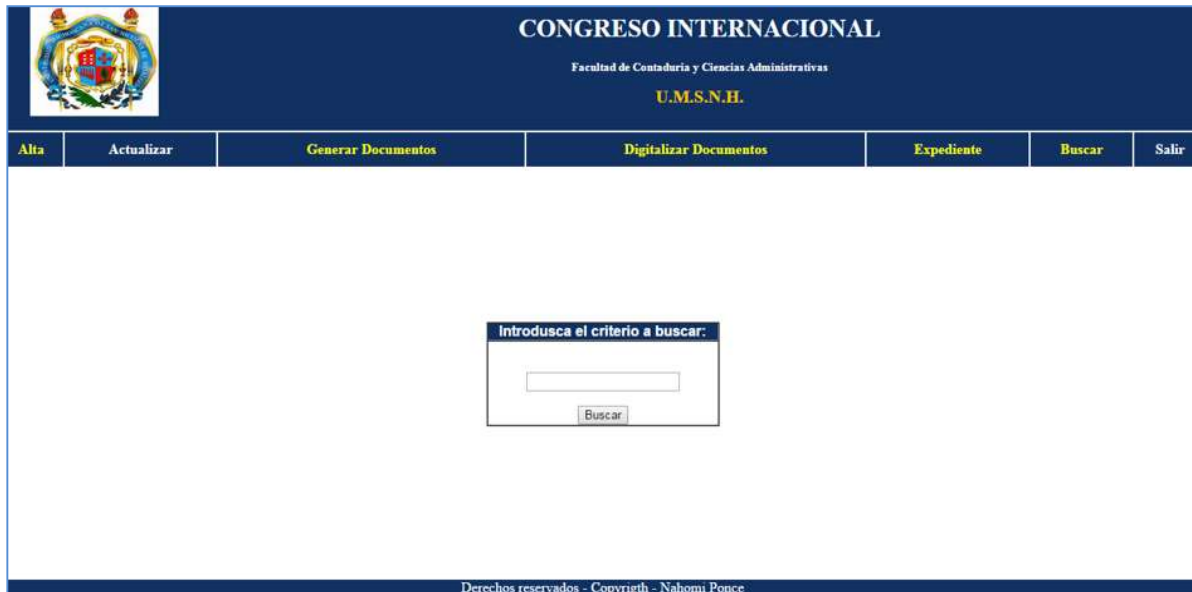 CONGRESO INTERNACIONAL
Facultad de Contaduria y Ciencias Administrativas
U.M.S.N.H.
Alta Actualizar Generar Documentos Digitalizar Documentos Expediente Buscar Salir
Introdusca el criterio a buscar:
Buscar
Derechos reservados - Copyrigth - Nahomi Ponce